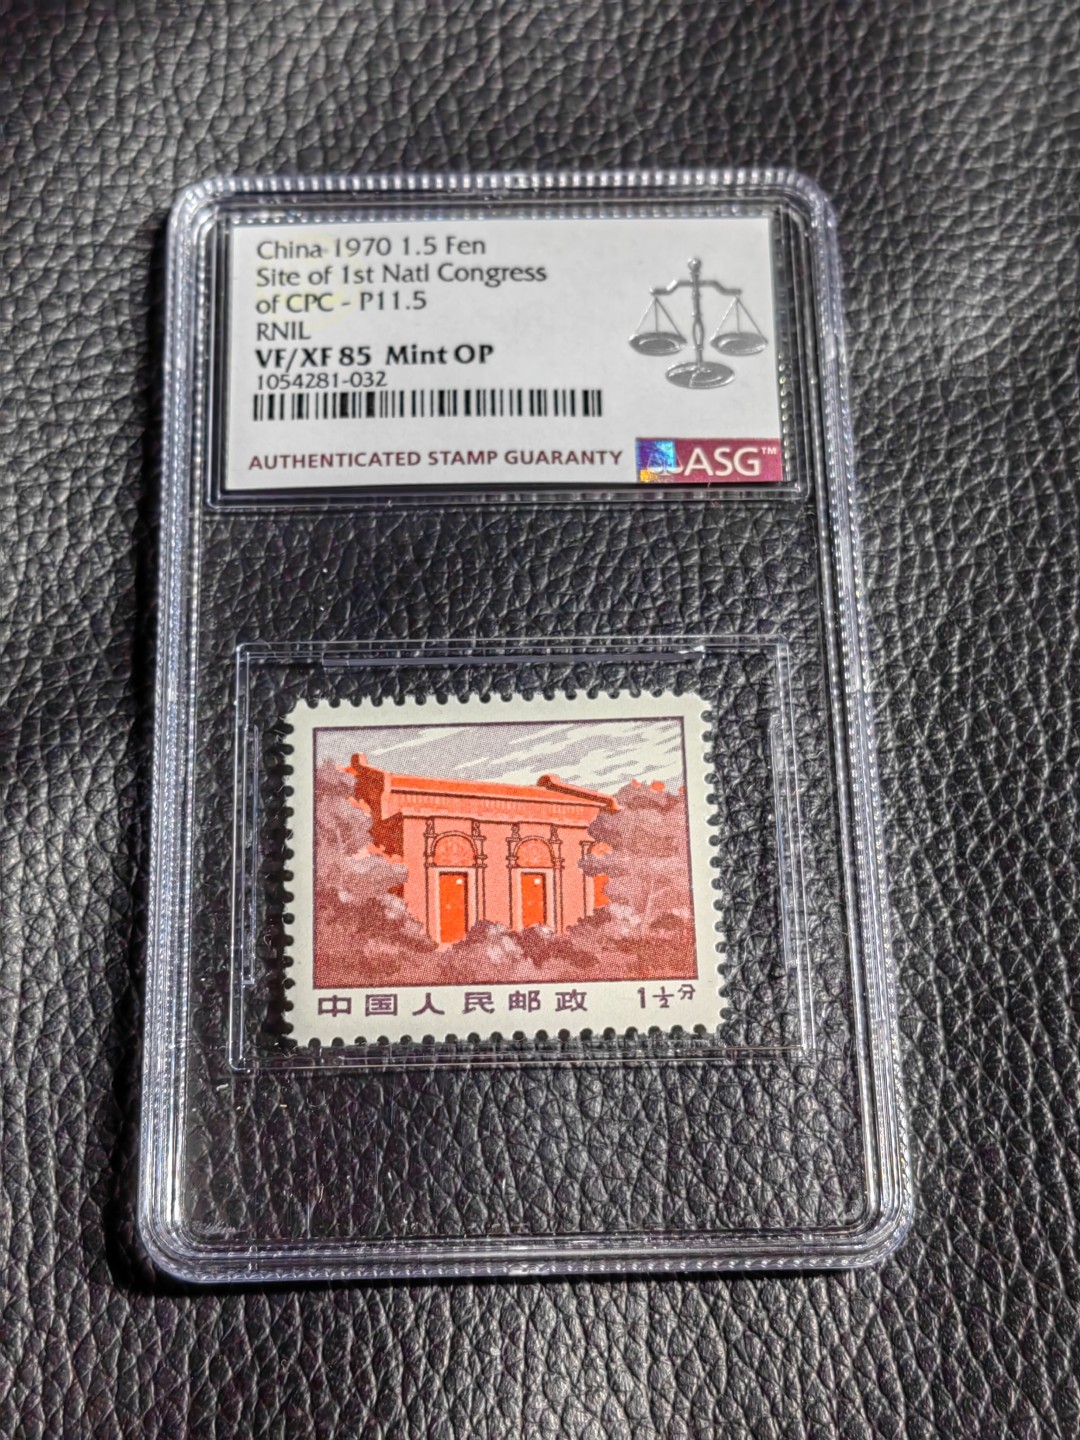 China 1970 1.5 Fen
Site of 1st Natl Congress
of CPC - P11.5
RNIL
VF/XF 85 Mint OP
1054281-032
AUTHENTICATED STAMP GUARANTY
ASG™
中国人民邮政 1½分